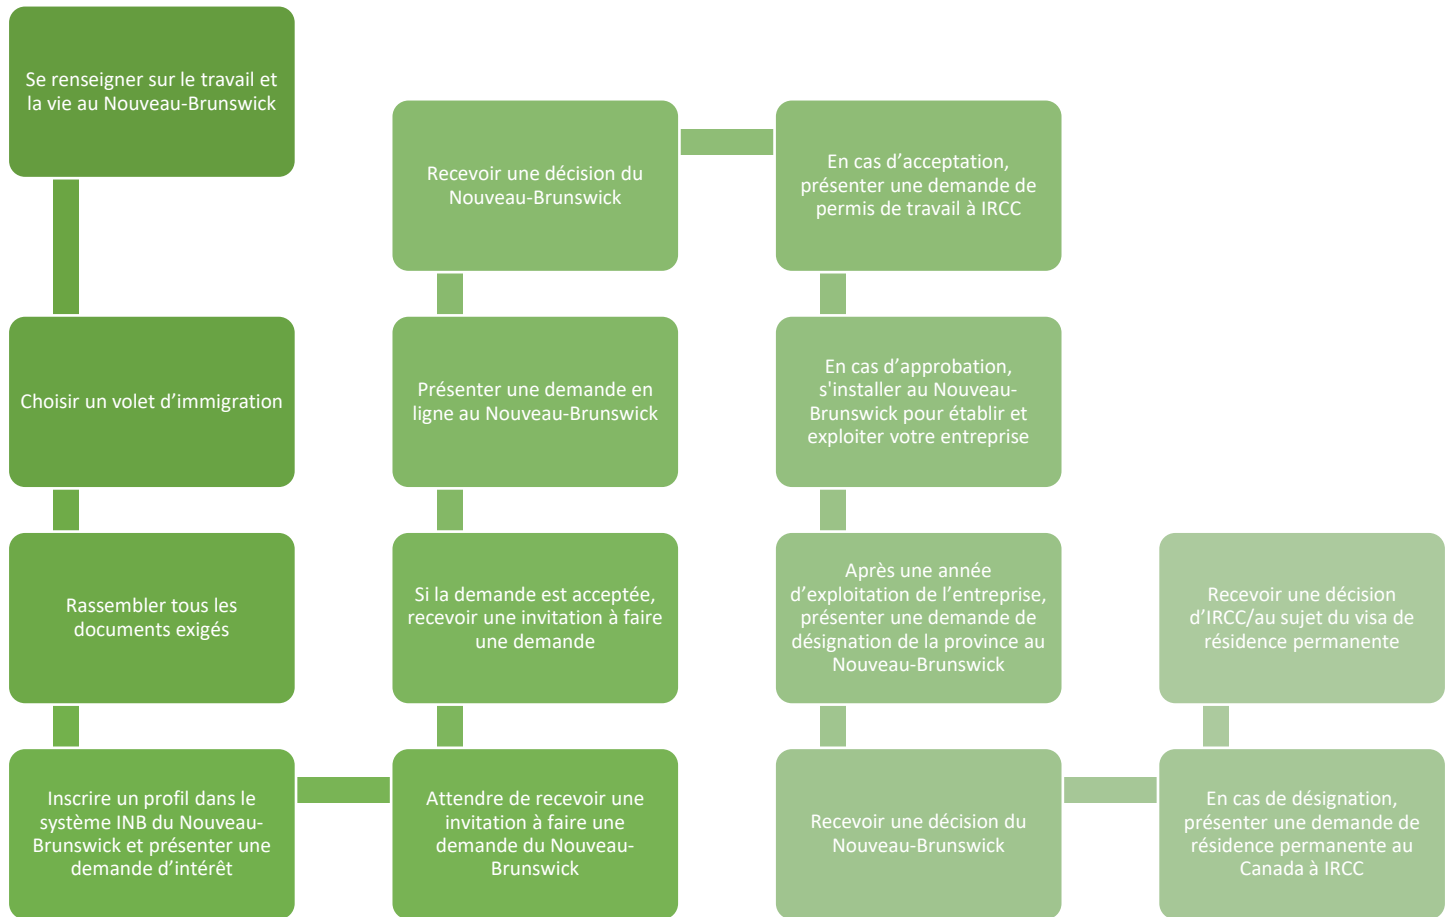 Se renseigner sur le travail et
la vie au Nouveau-Brunswick
Choisir un volet d’immigration
Rassembler tous les
documents exigés
Inscrire un profil dans le
système INB du Nouveau-
Brunswick et présenter une
demande d’intérêt
Attendre de recevoir une
invitation à faire une
demande du Nouveau-
Brunswick
Si la demande est acceptée,
recevoir une invitation à faire
une demande
Présenter une demande en
ligne au Nouveau-Brunswick
Recevoir une décision du
Nouveau-Brunswick
En cas d’acceptation,
présenter une demande de
permis de travail à IRCC
En cas d’approbation,
s'installer au Nouveau-
Brunswick pour établir et
exploiter votre entreprise
Après une année
d’exploitation de l’entreprise,
présenter une demande de
désignation de la province au
Nouveau-Brunswick
Recevoir une décision du
Nouveau-Brunswick
En cas de désignation,
présenter une demande de
résidence permanente au
Canada à IRCC
Recevoir une décision
d’IRCC/au sujet du visa de
résidence permanente